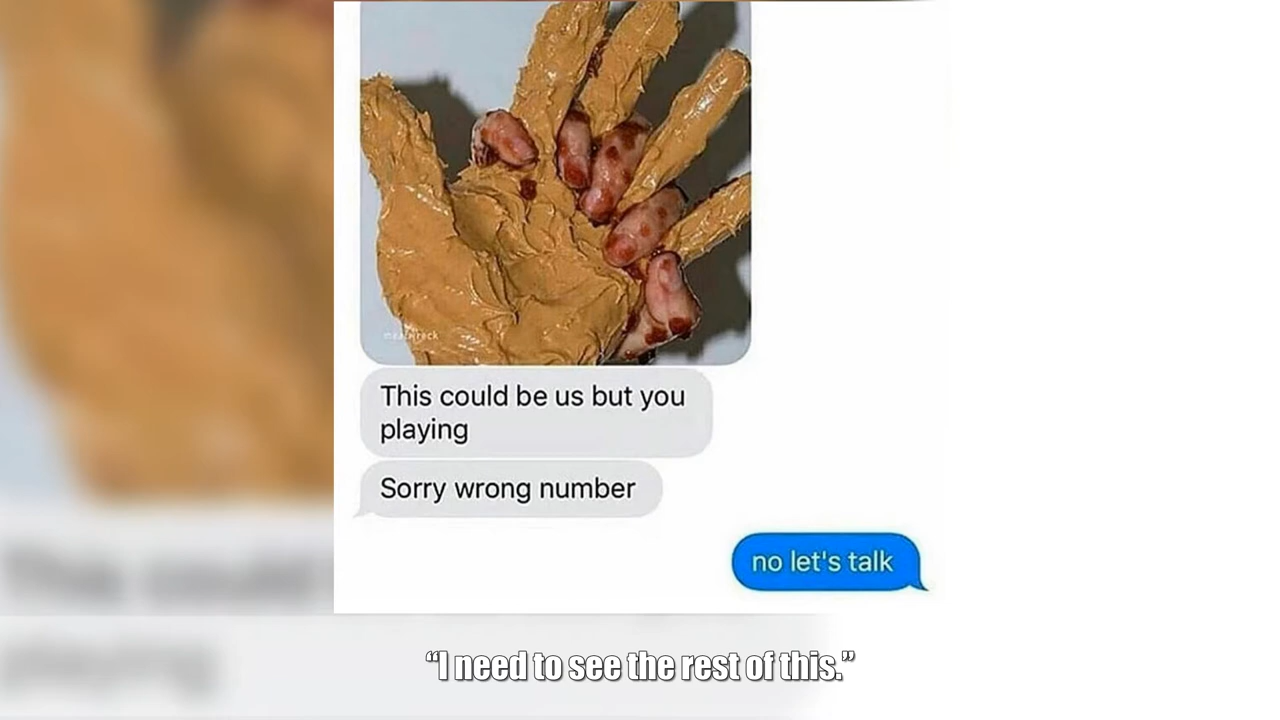 This could be us but you
playing
Sorry wrong number
no let's talk
“I need to see the rest of this.”